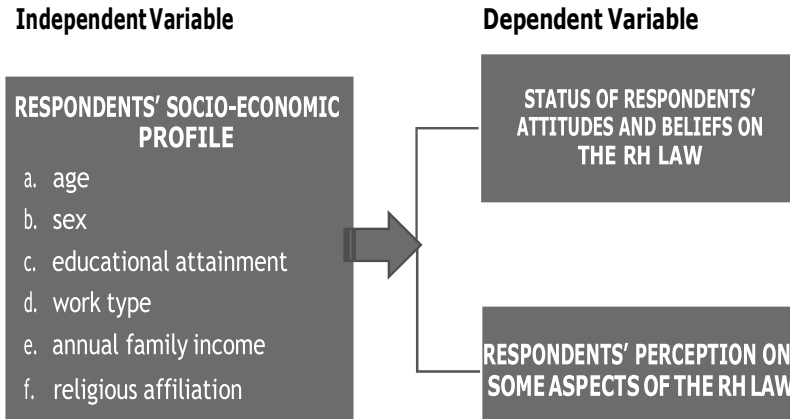 Independent Variable
Dependent Variable
RESPONDENTS' SOCIO-ECONOMIC
PROFILE
a. age
b. sex
c. educational attainment
d. work type
e. annual family income
f. religious affiliation
STATUS OF RESPONDENTS'
ATTITUDES AND BELIEFS ON
THE RH LAW
RESPONDENTS' PERCEPTION ON
SOME ASPECTS OF THE RH LAW